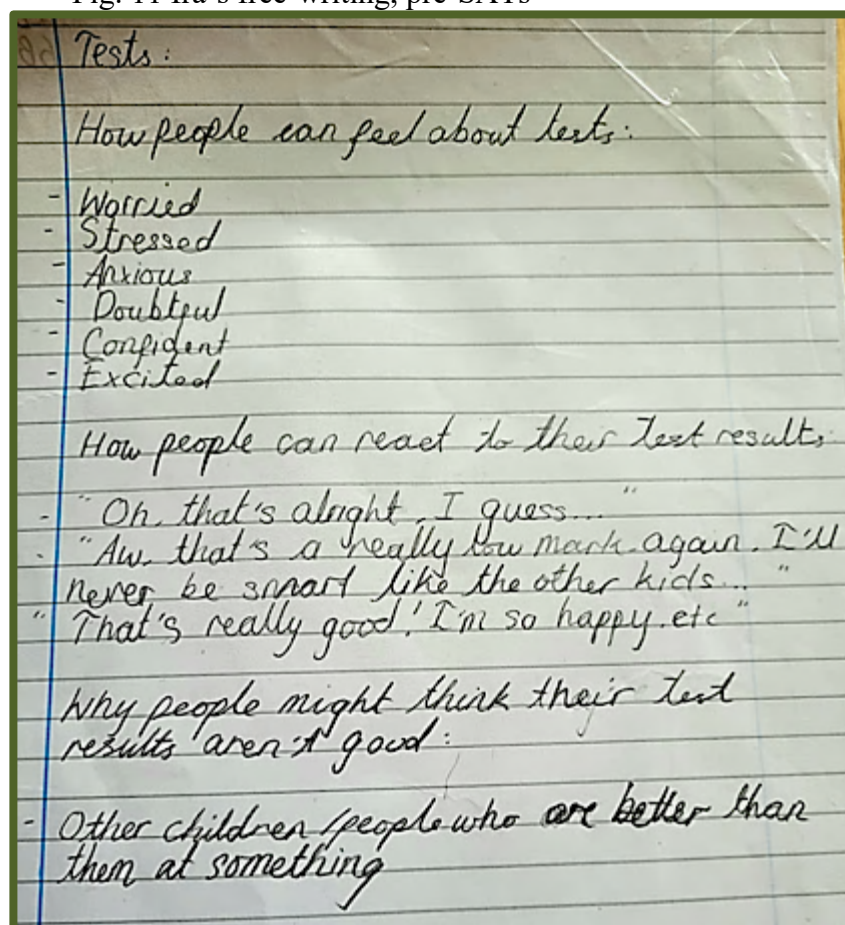 Fig. 11 Ira's free writing, pre-SATs
Tests:
How people can feel about tests:
- Worried
- Stressed
- Anxious
- Doubtful
- Confident
- Excited
How people can react to their test results:
- "Oh, that's alright, I guess..."
- "Aw, that's a really low mark again. I'll
never be smart like the other kids..."
" That's really good! I'm so happy.etc"
Why people might think their test
results aren't good:
- Other children/people who are better than
them at something